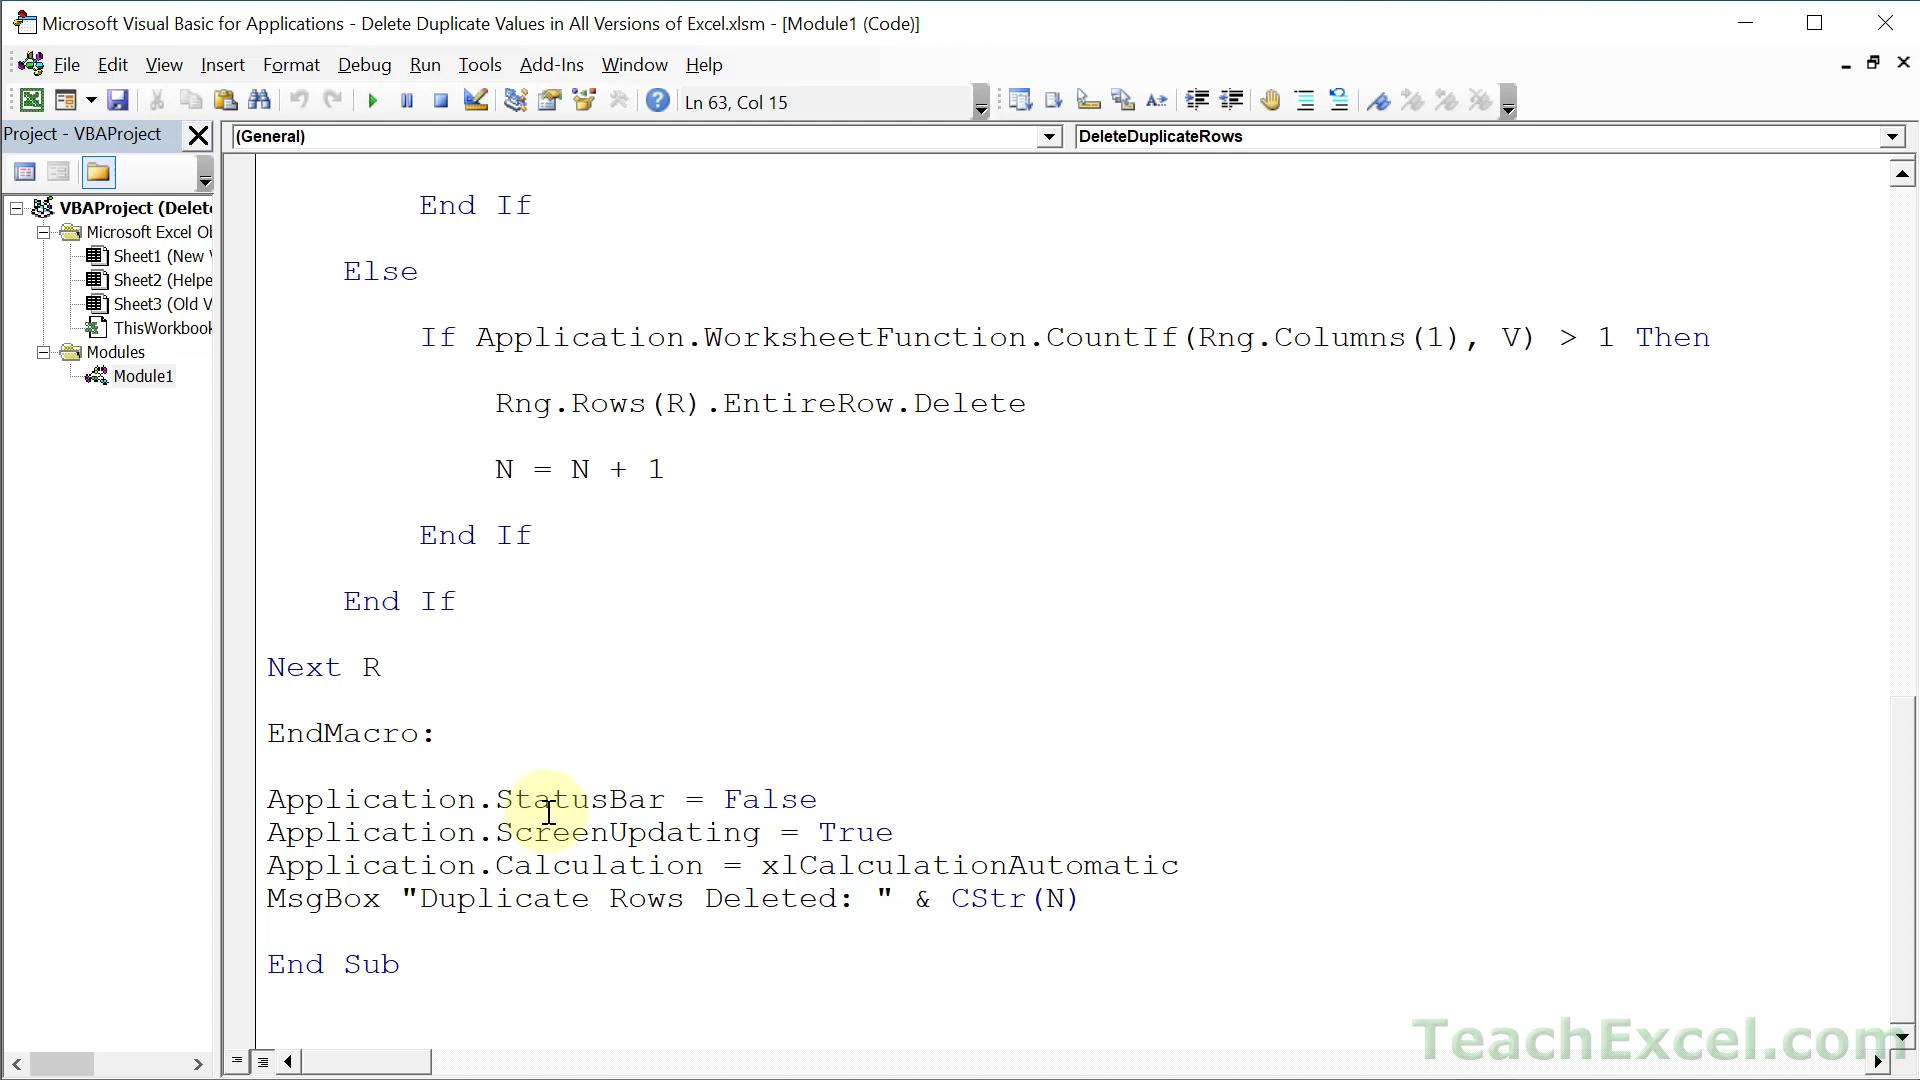 Microsoft Visual Basic for Applications - Delete Duplicate Values in All Versions of Excel.xlsm - [Module1 (Code)]
File Edit View Insert Format Debug Run Tools Add-Ins Window Help
Ln 63, Col 15
Project - VBAProject
(General)
DeleteDuplicateRows
VBAProject (Delet
Microsoft Excel Ob
Sheet1 (New
Sheet2 (Helpe
Sheet3 (Old V
ThisWorkbook
Modules
Module1
End If
Else
If Application.WorksheetFunction.CountIf(Rng.Columns(1), V) > 1 Then
Rng.Rows(R).EntireRow.Delete
N = N + 1
End If
End If
Next R
EndMacro:
Application.StatusBar = False
Application.ScreenUpdating = True
Application.Calculation = xlCalculationAutomatic
MsgBox "Duplicate Rows Deleted: " & CStr(N)
End Sub
TeachExcel.com